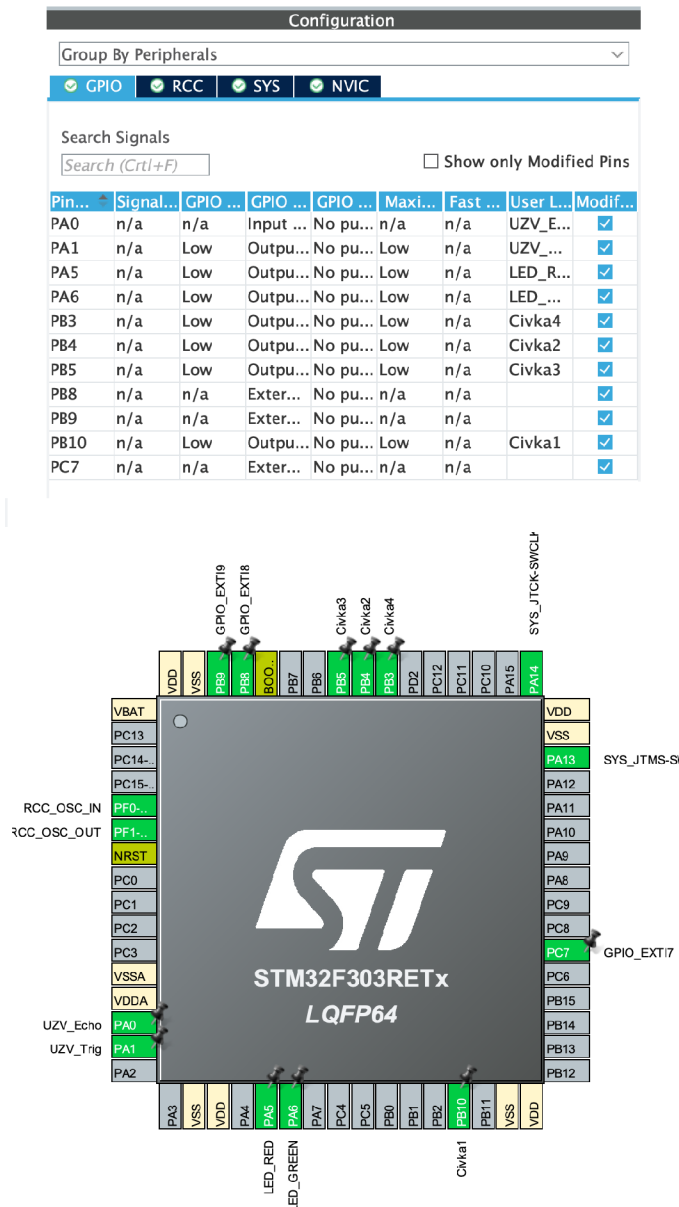 Configuration
Group By Peripherals
GPIO RCC SYS NVIC
Search Signals
Search (Crtl+F)
Show only Modified Pins
Pin... Signal... GPIO ... GPIO ... GPIO ... Maxi... Fast ... User L... Modif...
PA0 n/a n/a Input ... No pu... n/a n/a UZV_E...
PA1 n/a Low Outpu... No pu... Low n/a UZV_...
PA5 n/a Low Outpu... No pu... Low n/a LED_R...
PA6 n/a Low Outpu... No pu... Low n/a LED_...
PB3 n/a Low Outpu... No pu... Low n/a Civka4
PB4 n/a Low Outpu... No pu... Low n/a Civka2
PB5 n/a Low Outpu... No pu... Low n/a Civka3
PB8 n/a n/a Exter... No pu... n/a n/a
PB9 n/a n/a Exter... No pu... n/a n/a
PB10 n/a Low Outpu... No pu... Low n/a Civka1
PC7 n/a n/a Exter... No pu... n/a n/a
GPIO_EXTI9
GPIO_EXTI8
Civka3
Civka2
Civka4
SYS_JTCK-SWCLK
VDD
VSS
PB9
PB8
BOO..
PB7
PB6
PB5
PB4
PB3
PD2
PC12
PC11
PC10
PA15
PA14
VBAT
PC13
PC14-..
PC15-..
RCC_OSC_IN PF0-..
RCC_OSC_OUT PF1-..
NRST
PC0
PC1
PC2
PC3
VSSA
VDDA
UZV_Echo PA0
UZV_Trig PA1
PA2
STM32F303RETx
LQFP64
VDD
VSS
PA13 SYS_JTMS-S
PA12
PA11
PA10
PA9
PA8
PC9
PC8
PC7 GPIO_EXTI7
PC6
PB15
PB14
PB13
PB12
PA3
VSS
VDD
PA4
PA5
PA6
PA7
PC4
PC5
PB0
PB1
PB2
PB10
PB11
VSS
VDD
LED_RED
LED_GREEN
Civka1